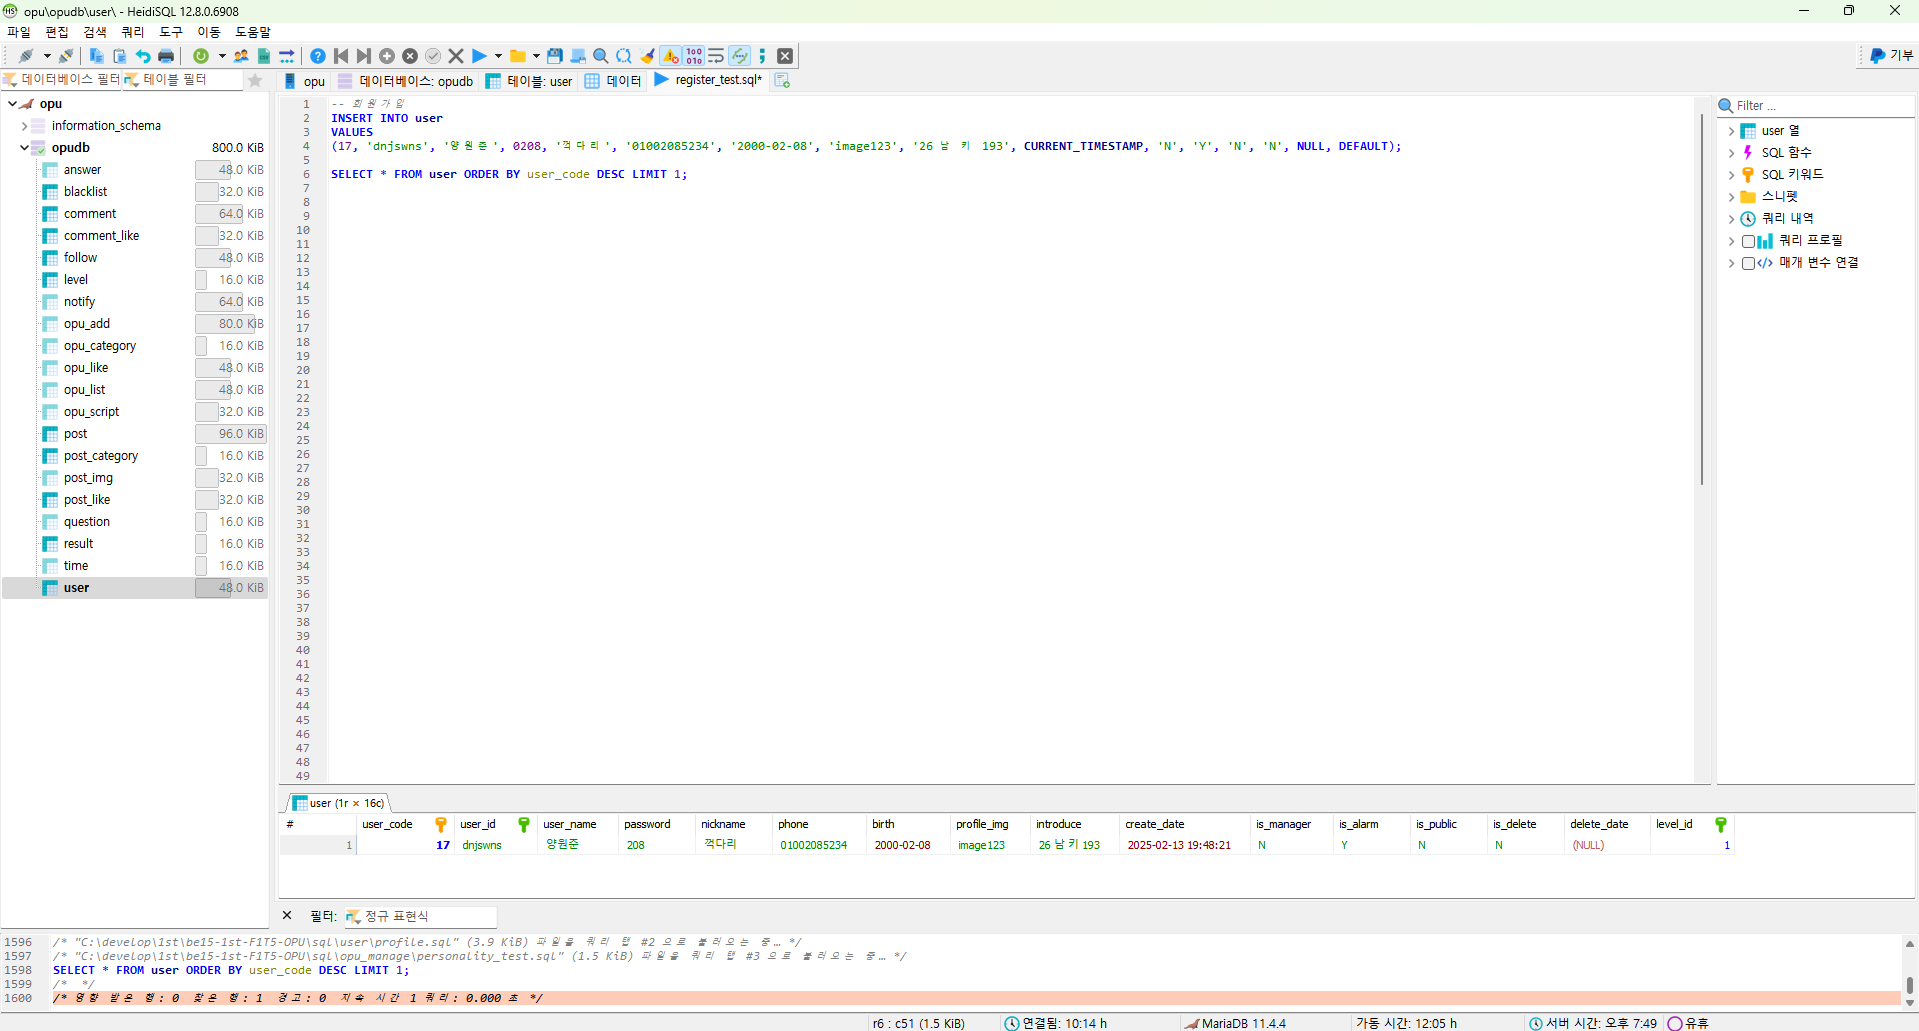 opu\opudb\user\ - HeidiSQL 12.8.0.6908
파일 편집 검색 쿼리 도구 이동 도움말
기부
데이터베이스 필터 테이블 필터
opu 데이터베이스: opudb 테이블: user 데이터 register_test.sql*
opu
information_schema
opudb 800.0 KiB
answer 48.0 KiB
blacklist 32.0 KiB
comment 64.0 KiB
comment_like 32.0 KiB
follow 48.0 KiB
level 16.0 KiB
notify 64.0 KiB
opu_add 80.0 KiB
opu_category 16.0 KiB
opu_like 48.0 KiB
opu_list 48.0 KiB
opu_script 32.0 KiB
post 96.0 KiB
post_category 16.0 KiB
post_img 32.0 KiB
post_like 32.0 KiB
question 16.0 KiB
result 16.0 KiB
time 16.0 KiB
user 48.0 KiB
1 -- 회원가입
2 INSERT INTO user
3 VALUES
4 (17, 'dnjswns', '양원준', 0208, '꺽다리', '01002085234', '2000-02-08', 'image123', '26 남 키 193', CURRENT_TIMESTAMP, 'N', 'Y', 'N', 'N', NULL, DEFAULT);
5
6 SELECT * FROM user ORDER BY user_code DESC LIMIT 1;
7
8
9
10
11
12
13
14
15
16
17
18
19
20
21
22
23
24
25
26
27
28
29
30
31
32
33
34
35
36
37
38
39
40
41
42
43
44
45
46
47
48
49
Filter ...
user 열
SQL 함수
SQL 키워드
스니펫
쿼리 내역
쿼리 프로필
매개 변수 연결
user (1r × 16c)
# user_code user_id user_name password nickname phone birth profile_img introduce create_date is_manager is_alarm is_public is_delete delete_date level_id
1 17 dnjswns 양원준 208 꺽다리 01002085234 2000-02-08 image123 26 남 키 193 2025-02-13 19:48:21 N Y N N (NULL) 1
필터: 정규 표현식
1596 /* "C:\develop\1st\be15-1st-F1T5-OPU\sql\user\profile.sql" (3.9 KiB) 파일을 쿼리 탭 #2 으로 불러오는 중… */
1597 /* "C:\develop\1st\be15-1st-F1T5-OPU\sql\opu_manage\personality_test.sql" (1.5 KiB) 파일을 쿼리 탭 #3 으로 불러오는 중… */
1598 SELECT * FROM user ORDER BY user_code DESC LIMIT 1;
1599 /* */
1600 /* 영향 받은 행: 0 찾은 행: 1 경고: 0 지속 시간 1 쿼리: 0.000 초 */
r6 : c51 (1.5 KiB) 연결됨: 10:14 h MariaDB 11.4.4 가동 시간: 12:05 h 서버 시간: 오후 7:49 유휴